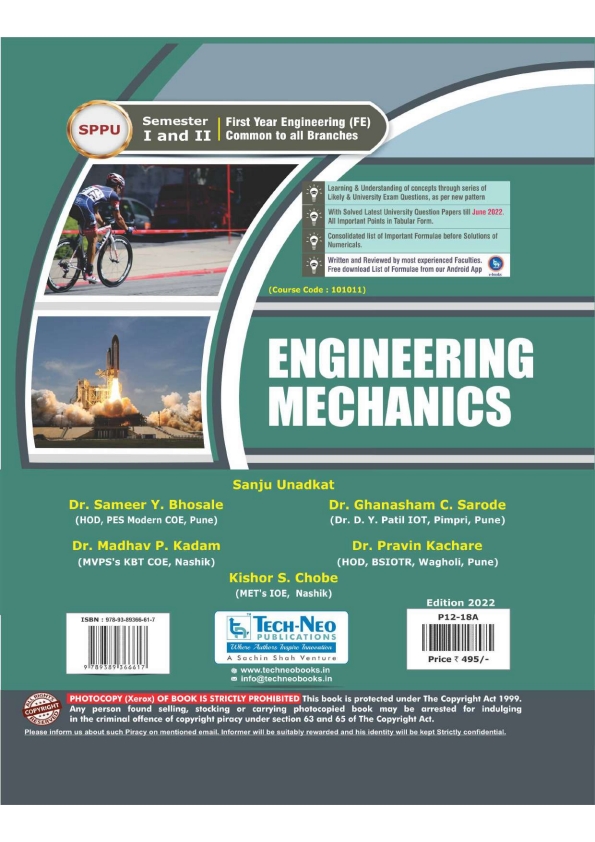 SPPU
Semester
I and II
First Year Engineering (FE)
Common to all Branches
Learning & Understanding of concepts through series of
Likely & University Exam Questions, as per new pattern
With Solved Latest University Question Papers till June 2022.
All Important Points in Tabular Form.
Consolidated list of Important Formulae before Solutions of
Numericals.
Written and Reviewed by most experienced Faculties.
Free download List of Formulae from our Android App
e-books
(Course Code : 101011)
ENGINEERING
MECHANICS
Sanju Unadkat
Dr. Sameer Y. Bhosale
(HOD, PES Modern COE, Pune)
Dr. Ghanasham C. Sarode
(Dr. D. Y. Patil IOT, Pimpri, Pune)
Dr. Madhav P. Kadam
(MVPS's KBT COE, Nashik)
Dr. Pravin Kachare
(HOD, BSIOTR, Wagholi, Pune)
Kishor S. Chobe
(MET's IOE, Nashik)
Edition 2022
ISBN : 978-93-89366-61-7
9 789389 366617
TECH-NEO
PUBLICATIONS
Where Authors Inspire Innovation
A Sachin Shah Venture
www.techneobooks.in
info@techneobooks.in
P12-18A
Price ₹ 495/-
ALL RIGHTS
COPYRIGHT
RESERVED
PHOTOCOPY (Xerox) OF BOOK IS STRICTLY PROHIBITED This book is protected under The Copyright Act 1999.
Any person found selling, stocking or carrying photocopied book may be arrested for indulging
in the criminal offence of copyright piracy under section 63 and 65 of The Copyright Act.
Please inform us about such Piracy on mentioned email. Informer will be suitably rewarded and his identity will be kept Strictly confidential.